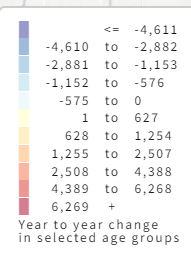 <= -4,611
-4,610 to -2,882
-2,881 to -1,153
-1,152 to -576
-575 to 0
1 to 627
628 to 1,254
1,255 to 2,507
2,508 to 4,388
4,389 to 6,268
6,269 +
Year to year change
in selected age groups